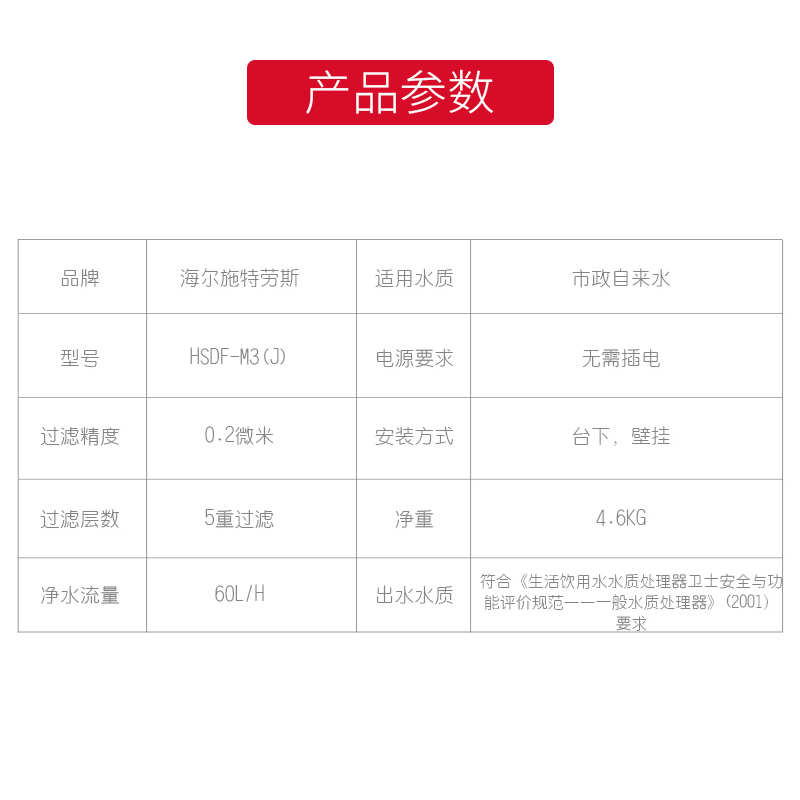 产品参数
品牌 海尔施特劳斯 适用水质 市政自来水
型号 HSDF-M3(J) 电源要求 无需插电
过滤精度 0.2微米 安装方式 台下，壁挂
过滤层数 5重过滤 净重 4.6KG
净水流量 60L/H 出水水质 符合《生活饮用水水质处理器卫士安全与功
能评价规范——一般水质处理器》(2001)
要求